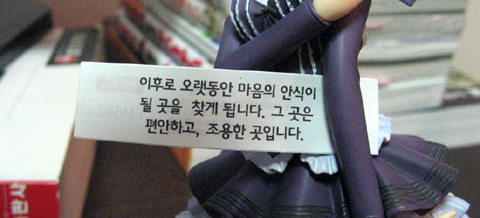 이후로 오랫동안 마음의 안식이
될 곳을 찾게 됩니다. 그 곳은
편안하고, 조용한 곳입니다.